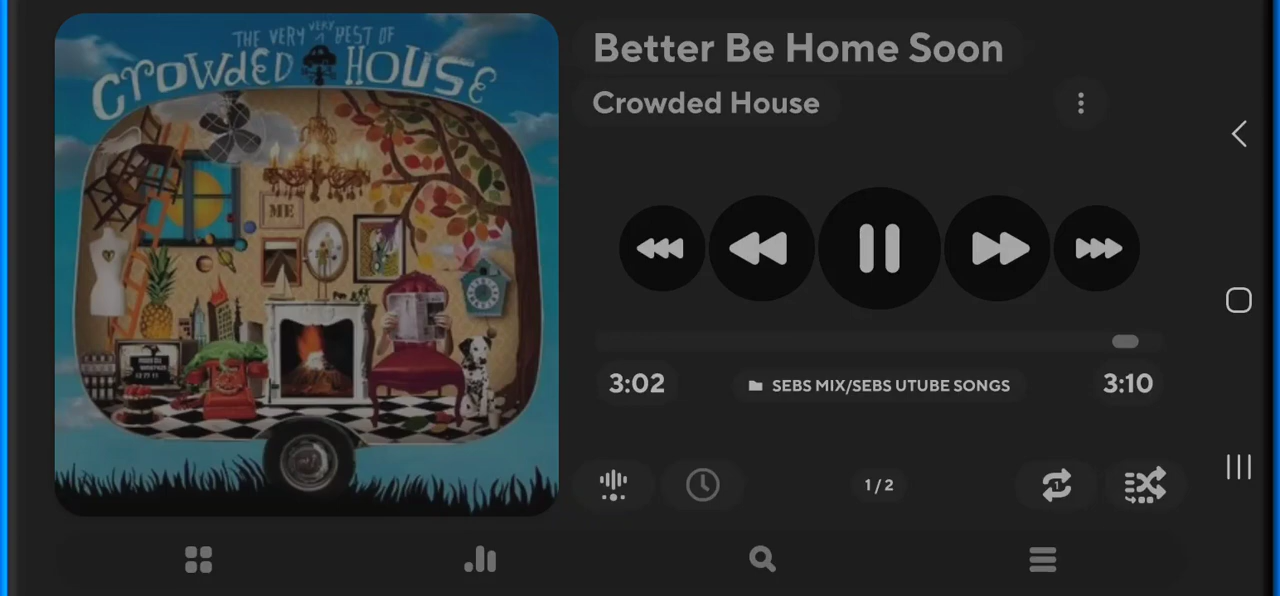 THE VERY VERY BEST OF
CROWDED HOUSE
ME
Better Be Home Soon
Crowded House
3:02
SEBS MIX/SEBS UTUBE SONGS
3:10
1
1/2